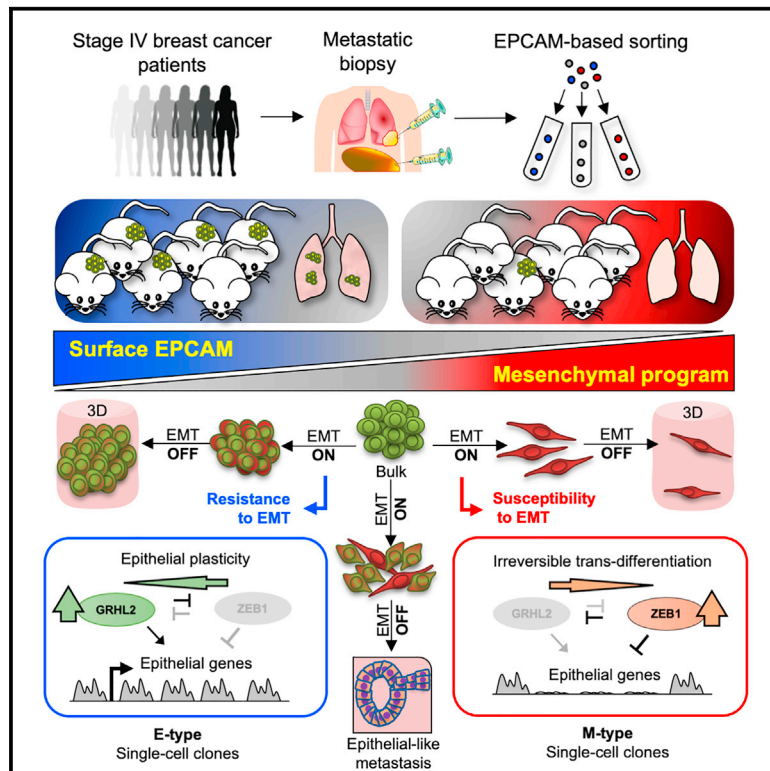 Stage IV breast cancer
patients
Metastatic
biopsy
EPCAM-based sorting
Surface EPCAM
Mesenchymal program
3D
EMT
OFF
EMT
ON
Bulk
EMT
ON
EMT
OFF
3D
Resistance
to EMT
EMT
ON
Susceptibility
to EMT
Epithelial plasticity
GRHL2
ZEB1
Epithelial genes
E-type
Single-cell clones
EMT
OFF
Epithelial-like
metastasis
Irreversible trans-differentiation
GRHL2
ZEB1
Epithelial genes
M-type
Single-cell clones